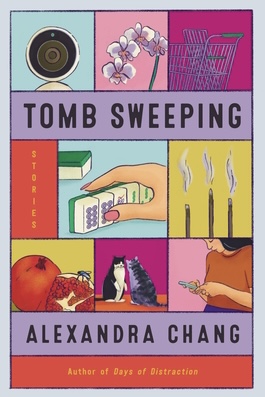 TOMB SWEEPING
STORIES
ALEXANDRA CHANG
Author of Days of Distraction